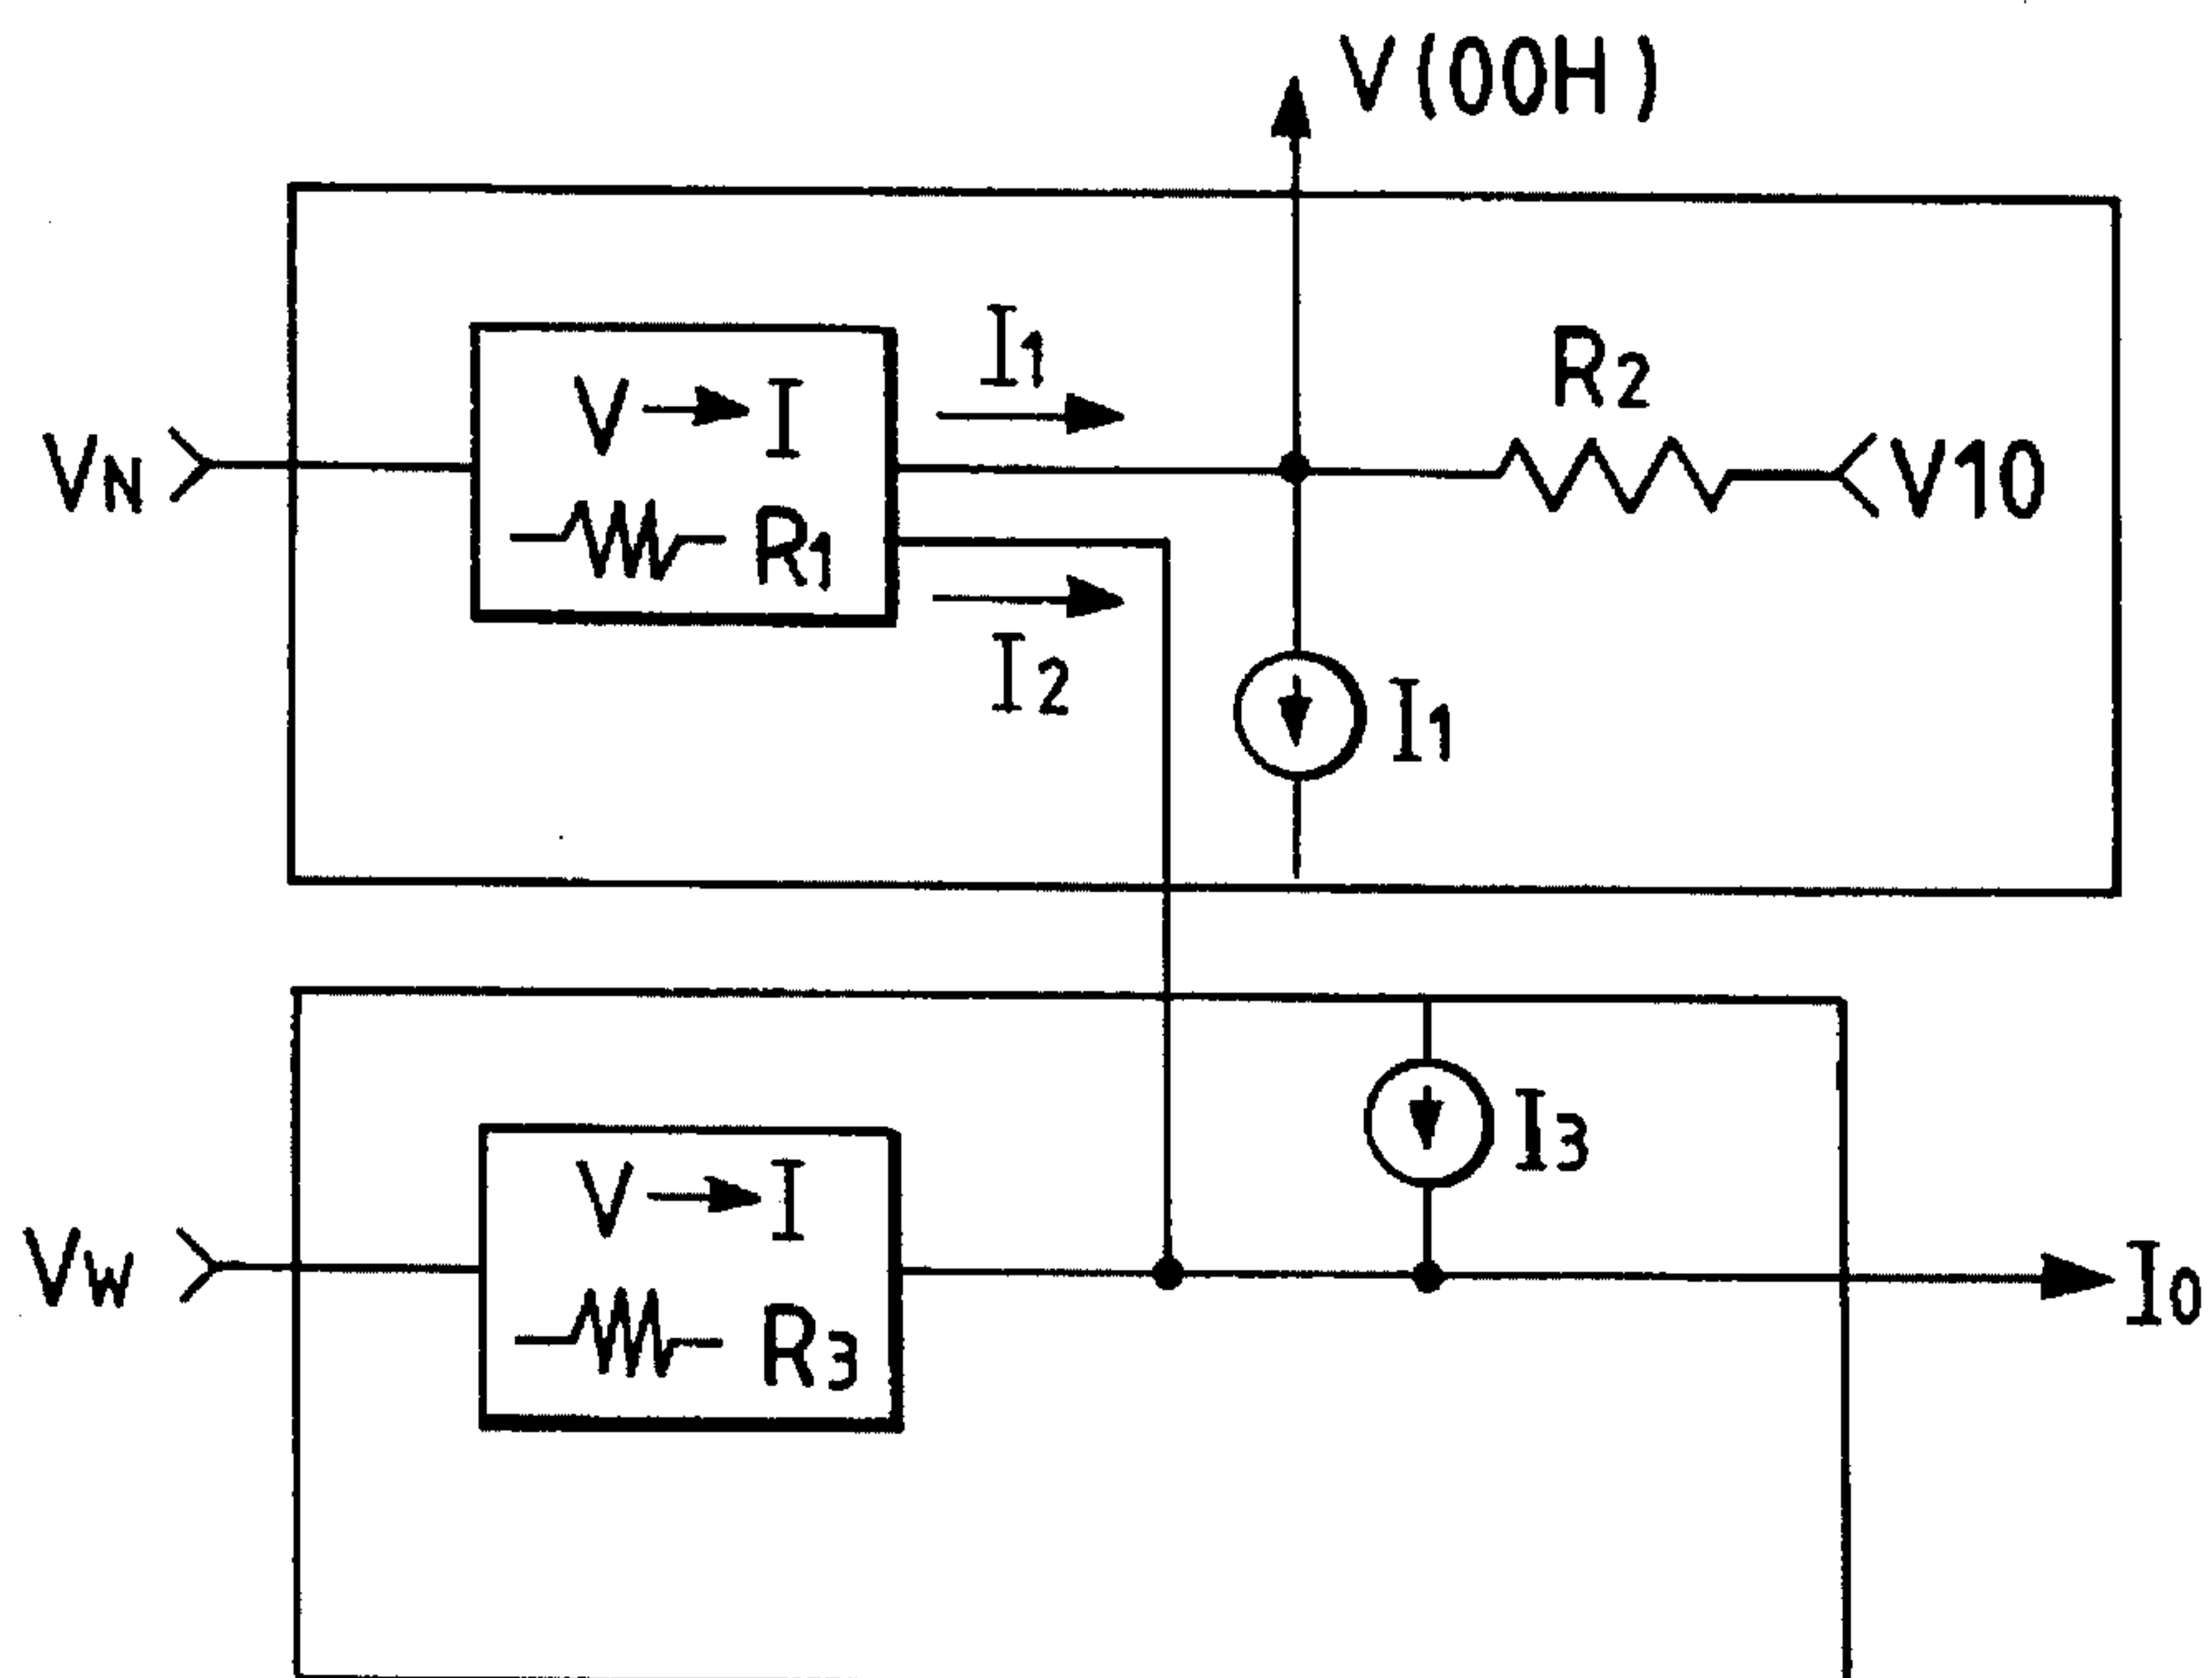 V(00H)
I1
R2
V → I
VN
V10
R1
I2
I1
I3
V → I
VW
I0
R3